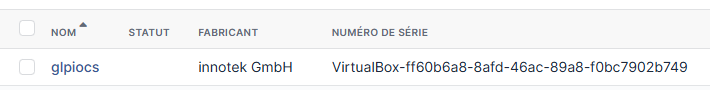 NOM STATUT FABRICANT NUMÉRO DE SÉRIE
glpiocs innotek GmbH VirtualBox-ff60b6a8-8afd-46ac-89a8-f0bc7902b749